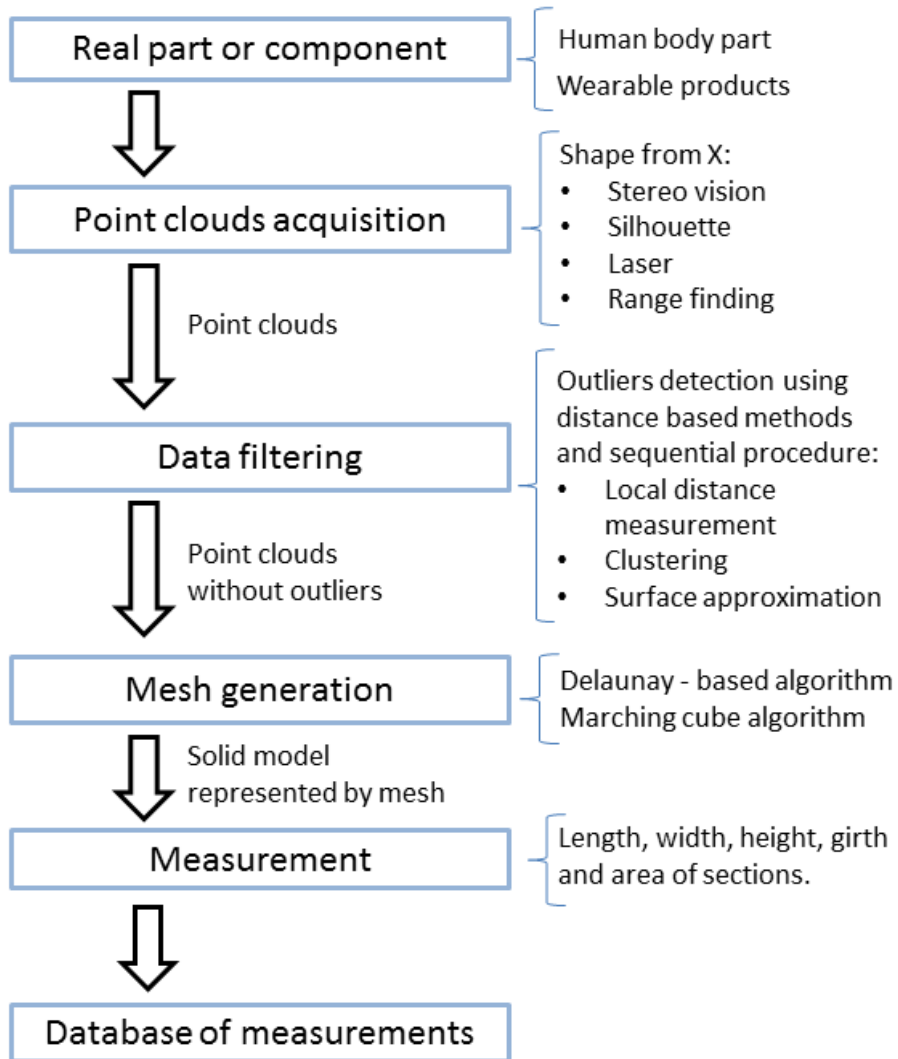 Real part or component
Human body part
Wearable products
Point clouds acquisition
Shape from X:
• Stereo vision
• Silhouette
• Laser
• Range finding
Point clouds
Data filtering
Outliers detection using
distance based methods
and sequential procedure:
• Local distance
measurement
• Clustering
• Surface approximation
Point clouds
without outliers
Mesh generation
Delaunay - based algorithm
Marching cube algorithm
Solid model
represented by mesh
Measurement
Length, width, height, girth
and area of sections.
Database of measurements